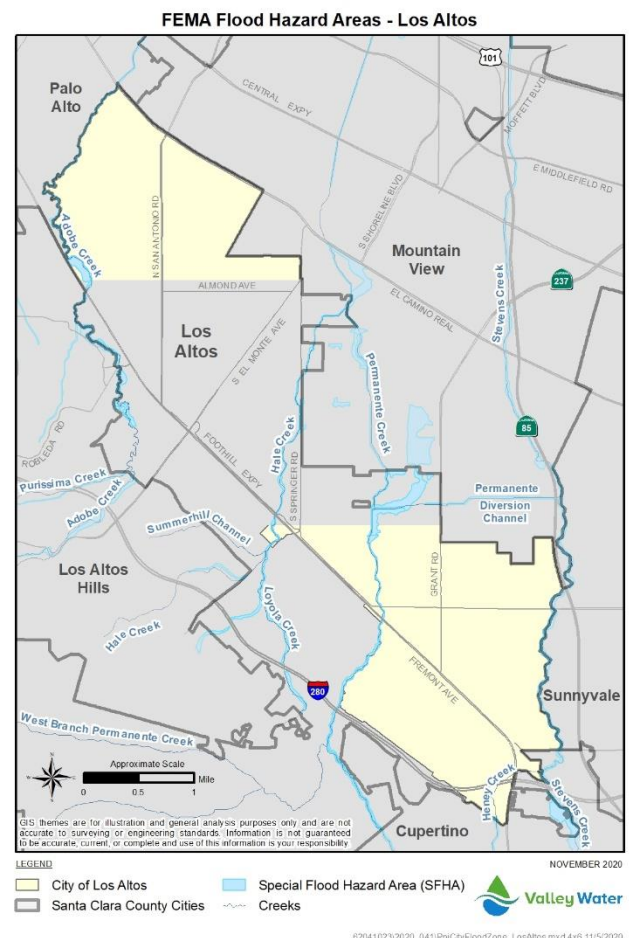 FEMA Flood Hazard Areas - Los Altos
101
Palo
Alto
CENTRAL EXPY
MOFFETT BLVD
E MIDDLEFIELD RD
N SAN ANTONIO RD
S SHORELINE BLVD
Adobe Creek
Mountain
View
Stevens Creek
237
ALMOND AVE
EL CAMINO REAL
Los
Altos
S EL MONTE AVE
Permanente Creek
85
ROBLEDA RD
FOOTHILL EXPY
Hale Creek
S SPRINGER RD
Purissima Creek
Adobe Creek
Permanente
Diversion
Channel
Summerhill Channel
Los Altos
Hills
GRANT RD
Loyola Creek
Hale Creek
FREMONT AVE
280
Sunnyvale
West Branch Permanente Creek
Approximate Scale
0 0.5 1
Mile
Heney Creek
Stevens Creek
Cupertino
GIS themes are for illustration and general analysis purposes only and are not
accurate to surveying or engineering standards. Information is not guaranteed
to be accurate, current, or complete and use of this information is your responsibility.
LEGEND
NOVEMBER 2020
City of Los Altos
Special Flood Hazard Area (SFHA)
Santa Clara County Cities
Creeks
Valley Water